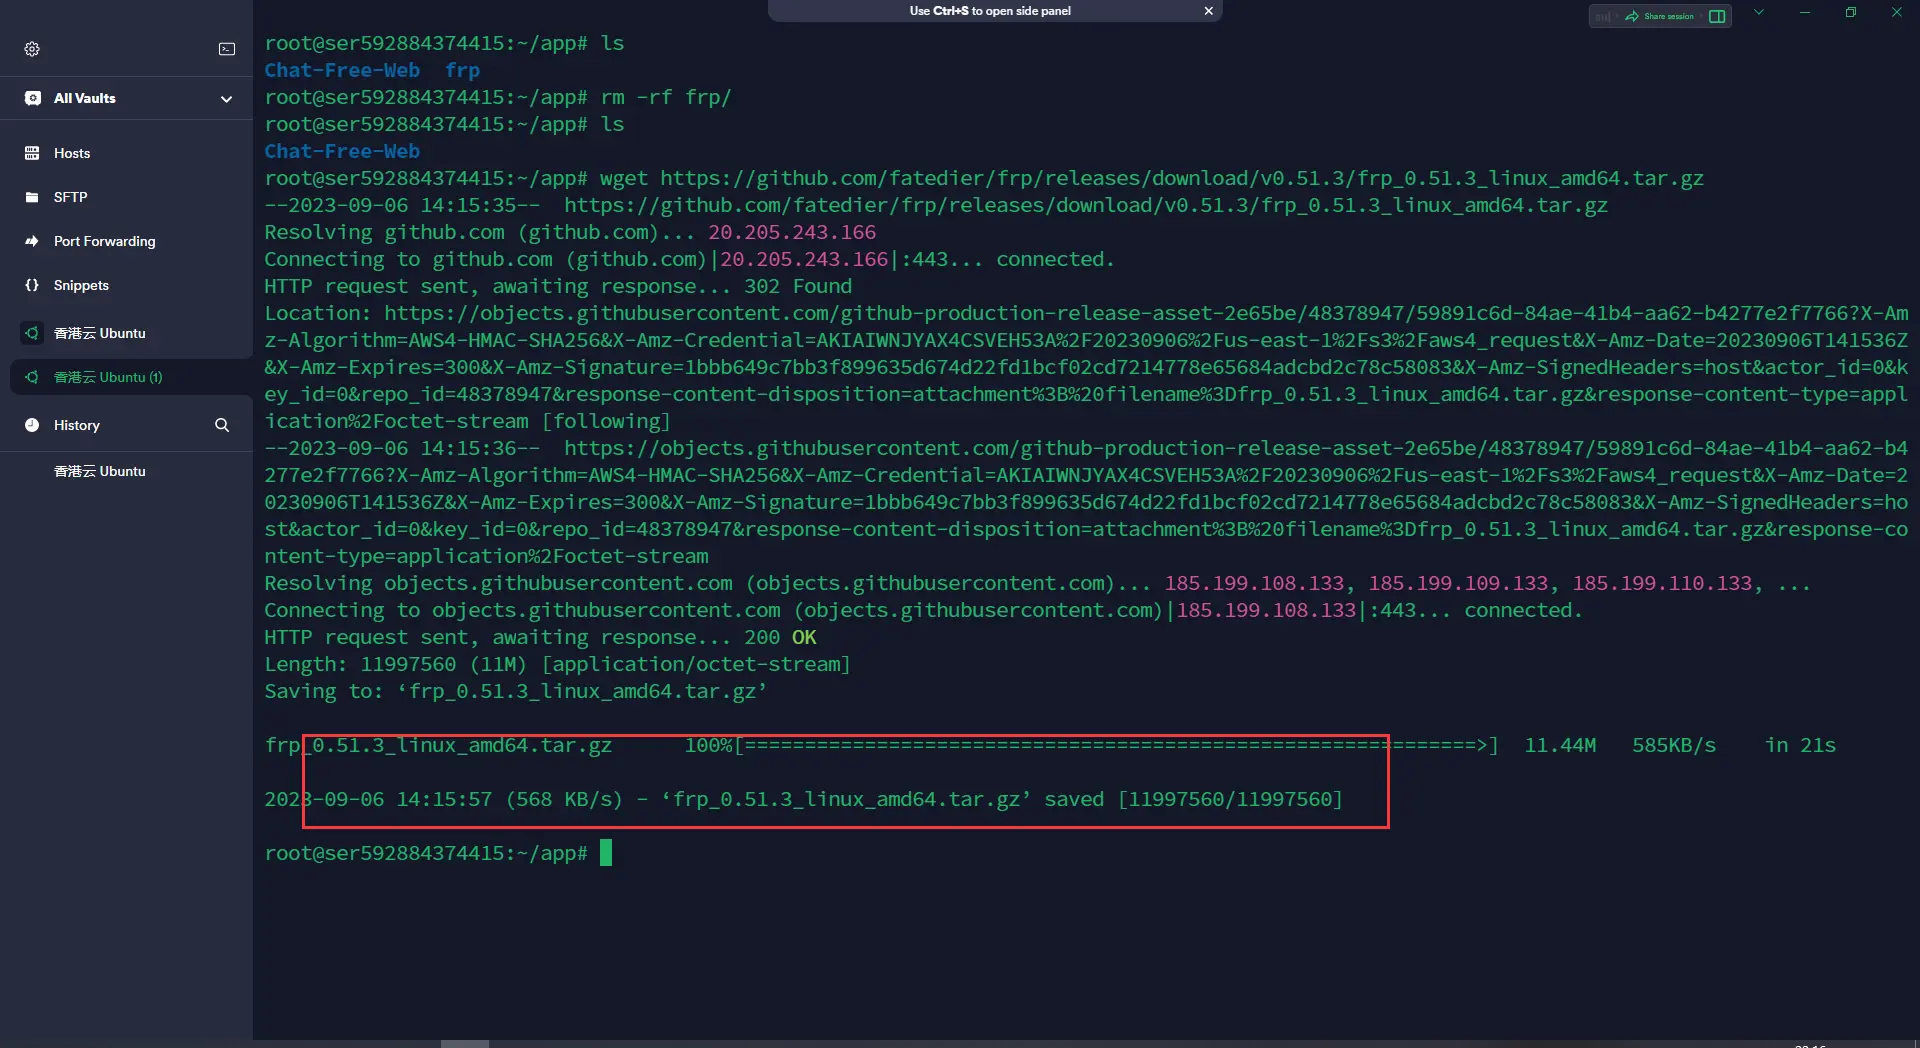 Use Ctrl+S to open side panel
Share session
All Vaults
Hosts
SFTP
Port Forwarding
Snippets
香港云 Ubuntu
香港云 Ubuntu (1)
History
香港云 Ubuntu
root@ser592884374415:~/app# ls
Chat-Free-Web  frp
root@ser592884374415:~/app# rm -rf frp/
root@ser592884374415:~/app# ls
Chat-Free-Web
root@ser592884374415:~/app# wget https://github.com/fatedier/frp/releases/download/v0.51.3/frp_0.51.3_linux_amd64.tar.gz
--2023-09-06 14:15:35--  https://github.com/fatedier/frp/releases/download/v0.51.3/frp_0.51.3_linux_amd64.tar.gz
Resolving github.com (github.com)... 20.205.243.166
Connecting to github.com (github.com)|20.205.243.166|:443... connected.
HTTP request sent, awaiting response... 302 Found
Location: https://objects.githubusercontent.com/github-production-release-asset-2e65be/48378947/59891c6d-84ae-41b4-aa62-b4277e2f7766?X-Am
z-Algorithm=AWS4-HMAC-SHA256&X-Amz-Credential=AKIAIWNJYAX4CSVEH53A%2F20230906%2Fus-east-1%2Fs3%2Faws4_request&X-Amz-Date=20230906T141536Z
&X-Amz-Expires=300&X-Amz-Signature=1bbb649c7bb3f899635d674d22fd1bcf02cd7214778e65684adcbd2c78c58083&X-Amz-SignedHeaders=host&actor_id=0&k
ey_id=0&repo_id=48378947&response-content-disposition=attachment%3B%20filename%3Dfrp_0.51.3_linux_amd64.tar.gz&response-content-type=appl
ication%2Foctet-stream [following]
--2023-09-06 14:15:36--  https://objects.githubusercontent.com/github-production-release-asset-2e65be/48378947/59891c6d-84ae-41b4-aa62-b4
277e2f7766?X-Amz-Algorithm=AWS4-HMAC-SHA256&X-Amz-Credential=AKIAIWNJYAX4CSVEH53A%2F20230906%2Fus-east-1%2Fs3%2Faws4_request&X-Amz-Date=2
0230906T141536Z&X-Amz-Expires=300&X-Amz-Signature=1bbb649c7bb3f899635d674d22fd1bcf02cd7214778e65684adcbd2c78c58083&X-Amz-SignedHeaders=ho
st&actor_id=0&key_id=0&repo_id=48378947&response-content-disposition=attachment%3B%20filename%3Dfrp_0.51.3_linux_amd64.tar.gz&response-co
ntent-type=application%2Foctet-stream
Resolving objects.githubusercontent.com (objects.githubusercontent.com)... 185.199.108.133, 185.199.109.133, 185.199.110.133, ...
Connecting to objects.githubusercontent.com (objects.githubusercontent.com)|185.199.108.133|:443... connected.
HTTP request sent, awaiting response... 200 OK
Length: 11997560 (11M) [application/octet-stream]
Saving to: ‘frp_0.51.3_linux_amd64.tar.gz’
frp_0.51.3_linux_amd64.tar.gz      100%[=============================================================>]  11.44M   585KB/s    in 21s
2023-09-06 14:15:57 (568 KB/s) - ‘frp_0.51.3_linux_amd64.tar.gz’ saved [11997560/11997560]
root@ser592884374415:~/app#